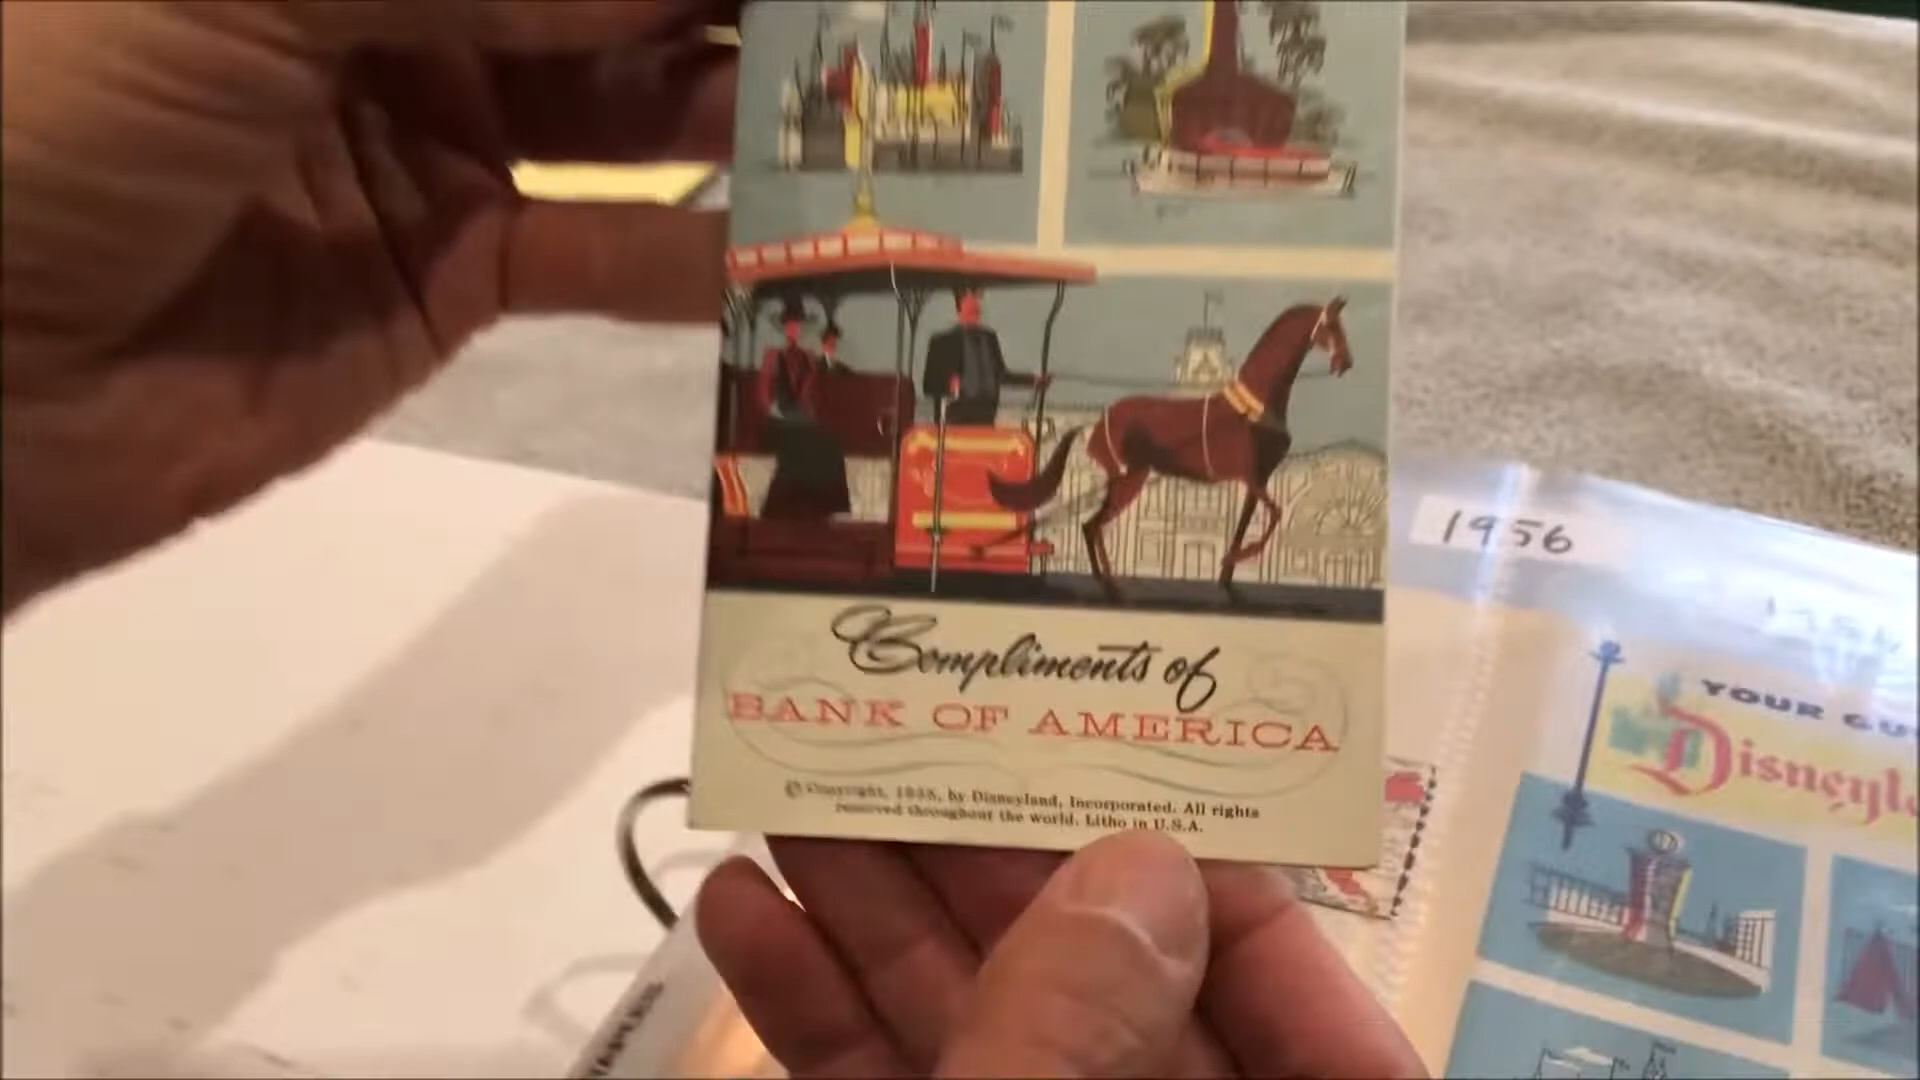 Compliments of
BANK OF AMERICA
© Copyright, 1955, by Disneyland, Incorporated. All rights
reserved throughout the world. Litho in U.S.A.
1956
YOUR GU
Disneyl